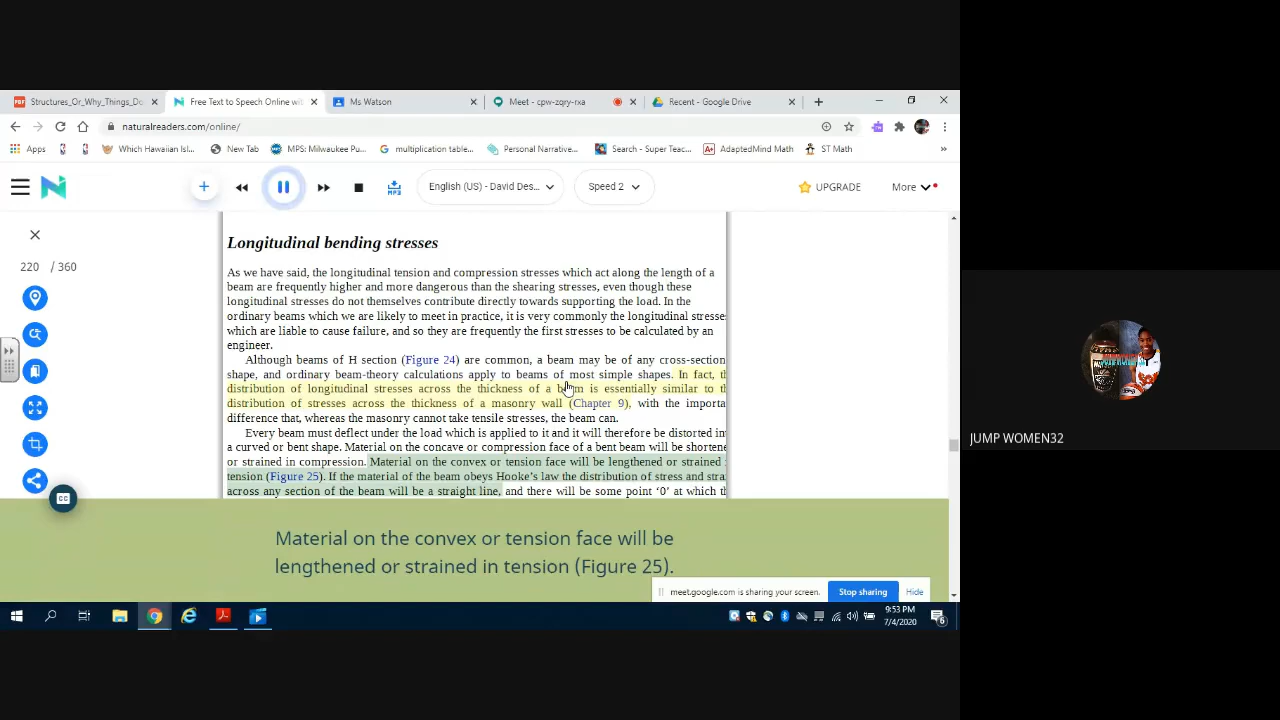 Structures_Or_Why_Things_Do
Free Text to Speech Online wit
Ms Watson
Meet - cpw-zqry-rxa
Recent - Google Drive
naturalreaders.com/online/
Apps
Which Hawaiian Isl...
New Tab
MPS: Milwaukee Pu...
multiplication table...
Personal Narrative...
Search - Super Teac...
AdaptedMind Math
ST Math
MP3
English (US) - David Des...
Speed 2
UPGRADE
More
220 / 360
Longitudinal bending stresses
As we have said, the longitudinal tension and compression stresses which act along the length of a
beam are frequently higher and more dangerous than the shearing stresses, even though these
longitudinal stresses do not themselves contribute directly towards supporting the load. In the
ordinary beams which we are likely to meet in practice, it is very commonly the longitudinal stresse
which are liable to cause failure, and so they are frequently the first stresses to be calculated by an
engineer.
Although beams of H section (Figure 24) are common, a beam may be of any cross-section
shape, and ordinary beam-theory calculations apply to beams of most simple shapes. In fact, th
distribution of longitudinal stresses across the thickness of a beam is essentially similar to th
distribution of stresses across the thickness of a masonry wall (Chapter 9), with the importa
difference that, whereas the masonry cannot take tensile stresses, the beam can.
Every beam must deflect under the load which is applied to it and it will therefore be distorted in
a curved or bent shape. Material on the concave or compression face of a bent beam will be shortene
or strained in compression. Material on the convex or tension face will be lengthened or strained
tension (Figure 25). If the material of the beam obeys Hooke's law the distribution of stress and stra
across any section of the beam will be a straight line, and there will be some point '0' at which th
CC
Material on the convex or tension face will be
lengthened or strained in tension (Figure 25).
meet.google.com is sharing your screen.
Stop sharing
Hide
9:53 PM
7/4/2020
6
JUMP WOMEN32